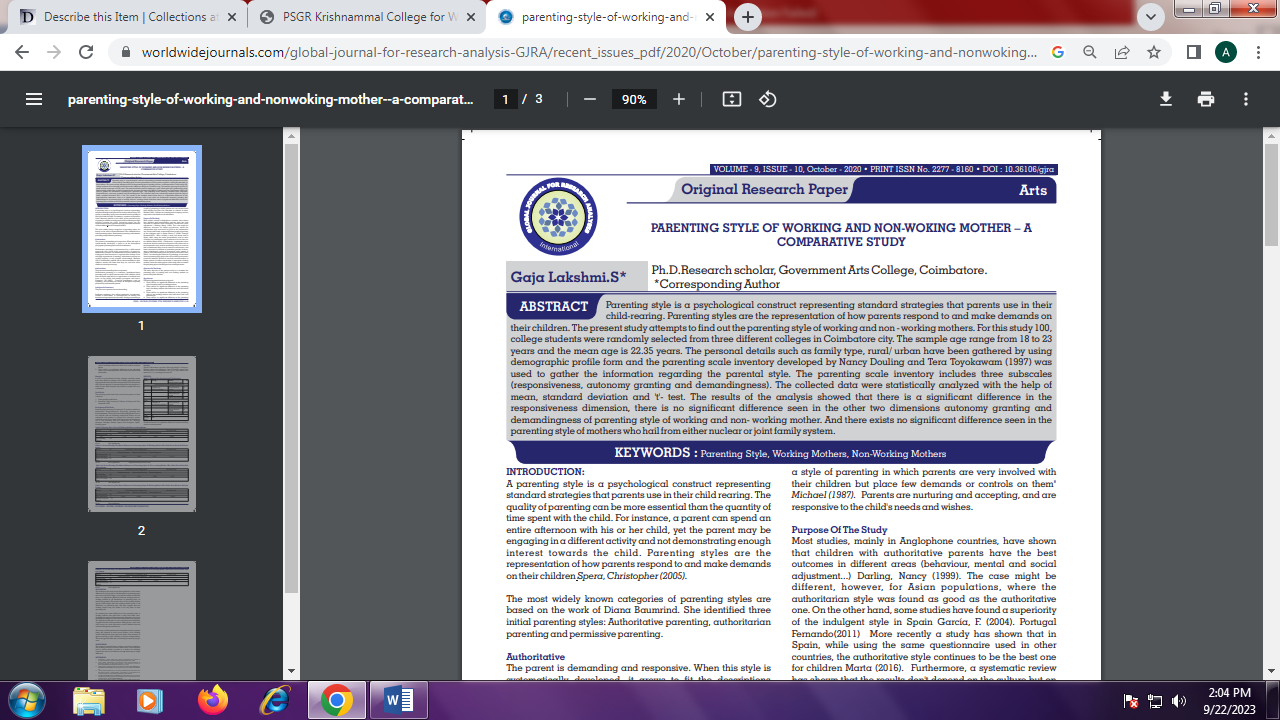 Describe this Item | Collections at
PSGR Krishnammal College for W
parenting-style-of-working-and-
worldwidejournals.com/global-journal-for-research-analysis-GJRA/recent_issues_pdf/2020/October/parenting-style-of-working-and-nonwoking...
A
parenting-style-of-working-and-nonwoking-mother--a-comparat...
1 / 3
90%
1
2
VOLUME - 9, ISSUE - 10, October - 2020 • PRINT ISSN No. 2277 - 8160 • DOI : 10.36106/gjra
Original Research Paper
Arts
GLOBAL JOURNAL FOR RESEARCH ANALYSIS
International
PARENTING STYLE OF WORKING AND NON-WOKING MOTHER – A
COMPARATIVE STUDY
Gaja Lakshmi.S*
Ph.D.Research scholar, Government Arts College, Coimbatore.
*Corresponding Author
ABSTRACT
Parenting style is a psychological construct representing standard strategies that parents use in their
child-rearing. Parenting styles are the representation of how parents respond to and make demands on
their children. The present study attempts to find out the parenting style of working and non - working mothers. For this study 100,
college students were randomly selected from three different colleges in Coimbatore city. The sample age range from 18 to 23
years and the mean age is 22.35 years. The personal details such as family type, rural/ urban have been gathered by using
demographic profile form and the parenting scale inventory developed by Nancy Douling and Tera Toyokawam (1997) was
used to gather the information regarding the parental style. The parenting scale inventory includes three subscales
(responsiveness, autonomy granting and demandingness). The collected data were statistically analyzed with the help of
mean, standard deviation and 't'- test. The results of the analysis showed that there is a significant difference in the
responsiveness dimension, there is no significant difference seen in the other two dimensions autonomy granting and
demandingness of parenting style of working and non- working mother. And there exists no significant difference seen in the
parenting style of mothers who hail from either nuclear or joint family system.
KEYWORDS : Parenting Style, Working Mothers, Non-Working Mothers
INTRODUCTION:
A parenting style is a psychological construct representing
standard strategies that parents use in their child rearing. The
quality of parenting can be more essential than the quantity of
time spent with the child. For instance, a parent can spend an
entire afternoon with his or her child, yet the parent may be
engaging in a different activity and not demonstrating enough
interest towards the child. Parenting styles are the
representation of how parents respond to and make demands
on their children Spera, Christopher (2005).
The most widely known categories of parenting styles are
based on the work of Diana Baumrind. She identified three
initial parenting styles: Authoritative parenting, authoritarian
parenting and permissive parenting.
Authoritative
The parent is demanding and responsive. When this style is
systematically developed, it grows to fit the descriptions
a style of parenting in which parents are very involved with
their children but place few demands or controls on them"
Michael (1987). Parents are nurturing and accepting, and are
responsive to the child's needs and wishes.
Purpose Of The Study
Most studies, mainly in Anglophone countries, have shown
that children with authoritative parents have the best
outcomes in different areas (behaviour, mental and social
adjustment...) Darling, Nancy (1999). The case might be
different, however, for Asian populations, where the
authoritarian style was found as good as the authoritative
one. On the other hand, some studies have found a superiority
of the indulgent style in Spain García, F. (2004). Portugal
Fernando(2011) More recently a study has shown that in
Spain, while using the same questionnaire used in other
countries, the authoritative style continues to be the best one
for children Marta (2016). Furthermore, a systematic review
has shown that the results don't depend on the culture but on
2:04 PM
9/22/2023